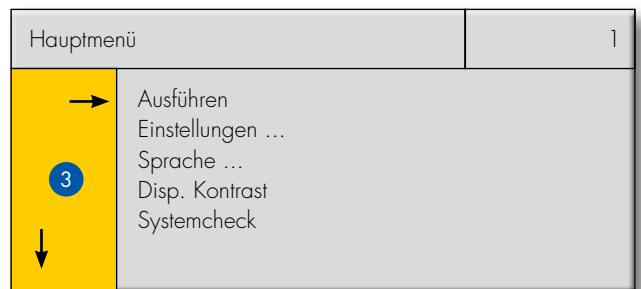 Hauptmenü 1
Ausführen
Einstellungen …
Sprache …
3
Disp. Kontrast
Systemcheck